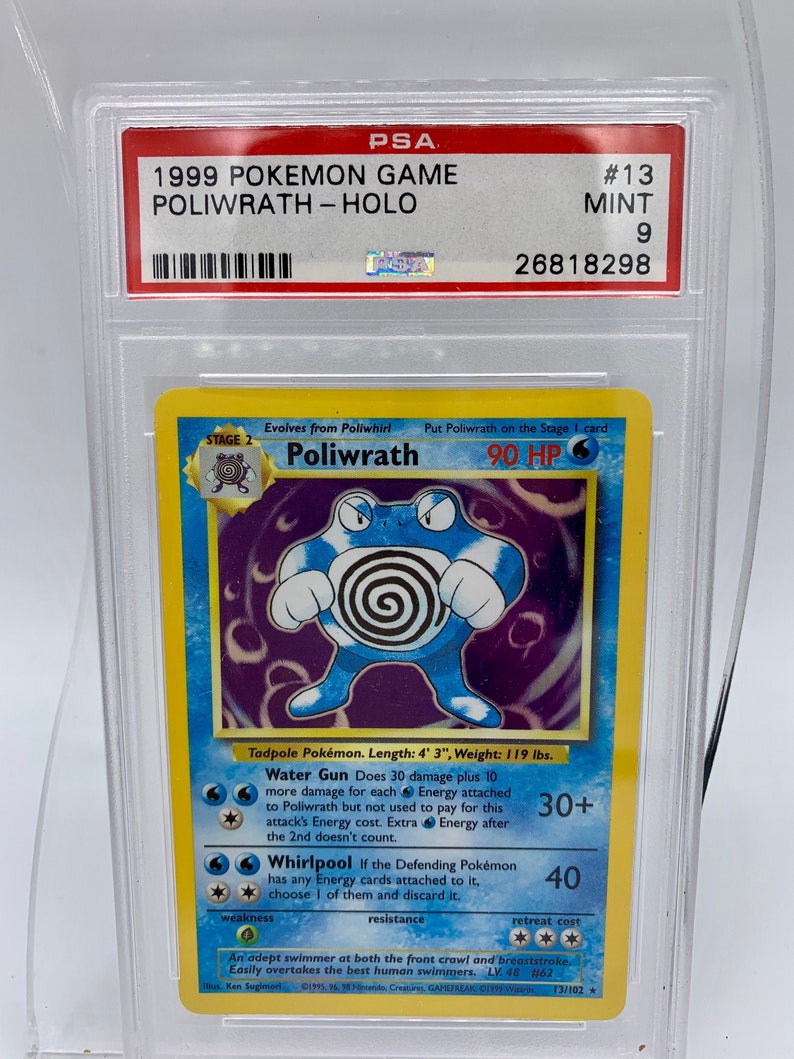 PSA
1999 POKEMON GAME #13
POLIWRATH-HOLO MINT
9
PSA 26818298
Evolves from Poliwhirl Put Poliwrath on the Stage 1 card
STAGE 2
Poliwrath 90 HP
Tadpole Pokémon. Length: 4' 3", Weight: 119 lbs.
Water Gun Does 30 damage plus 10
more damage for each Energy attached
to Poliwrath but not used to pay for this
attack's Energy cost. Extra Energy after
the 2nd doesn't count.
30+
Whirlpool If the Defending Pokémon
has any Energy cards attached to it,
choose 1 of them and discard it.
40
weakness resistance retreat cost
An adept swimmer at both the front crawl and breaststroke.
Easily overtakes the best human swimmers. LV. 48 #62
Illus. Ken Sugimori ©1995, 96, 98 Nintendo, Creatures, GAMEFREAK. ©1999 Wizards. 13/102 ★